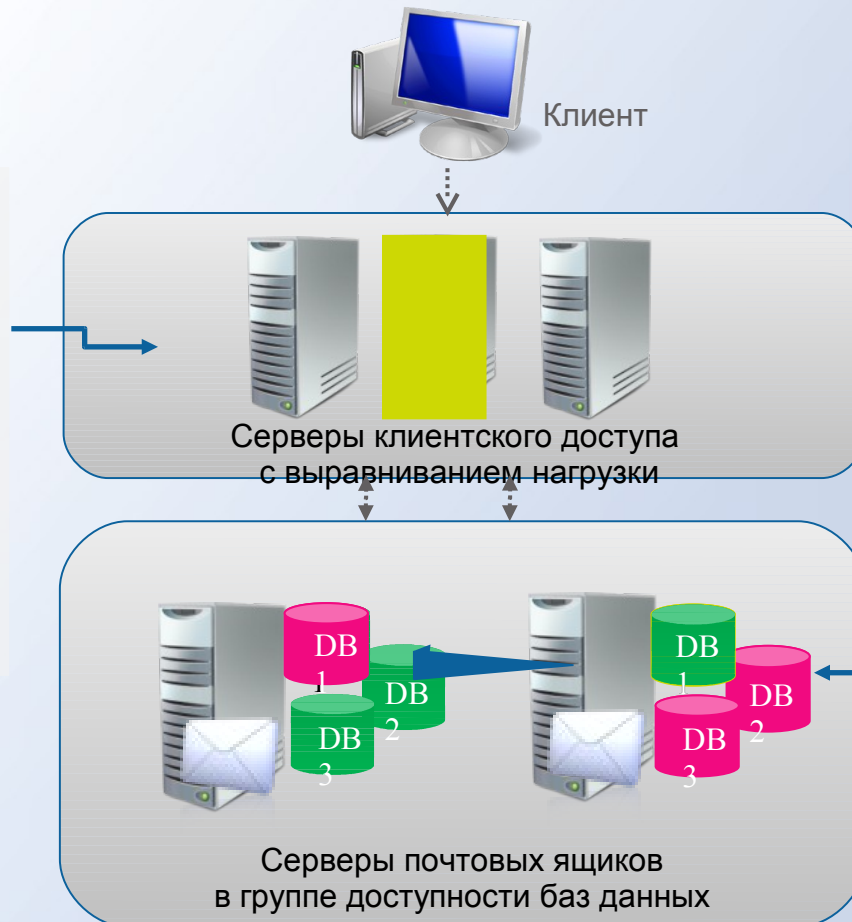 Клиент
Серверы клиентского доступа
с выравниванием нагрузки
DB
1
DB
2
DB
3
DB
1
DB
2
DB
3
Серверы почтовых ящиков
в группе доступности баз данных